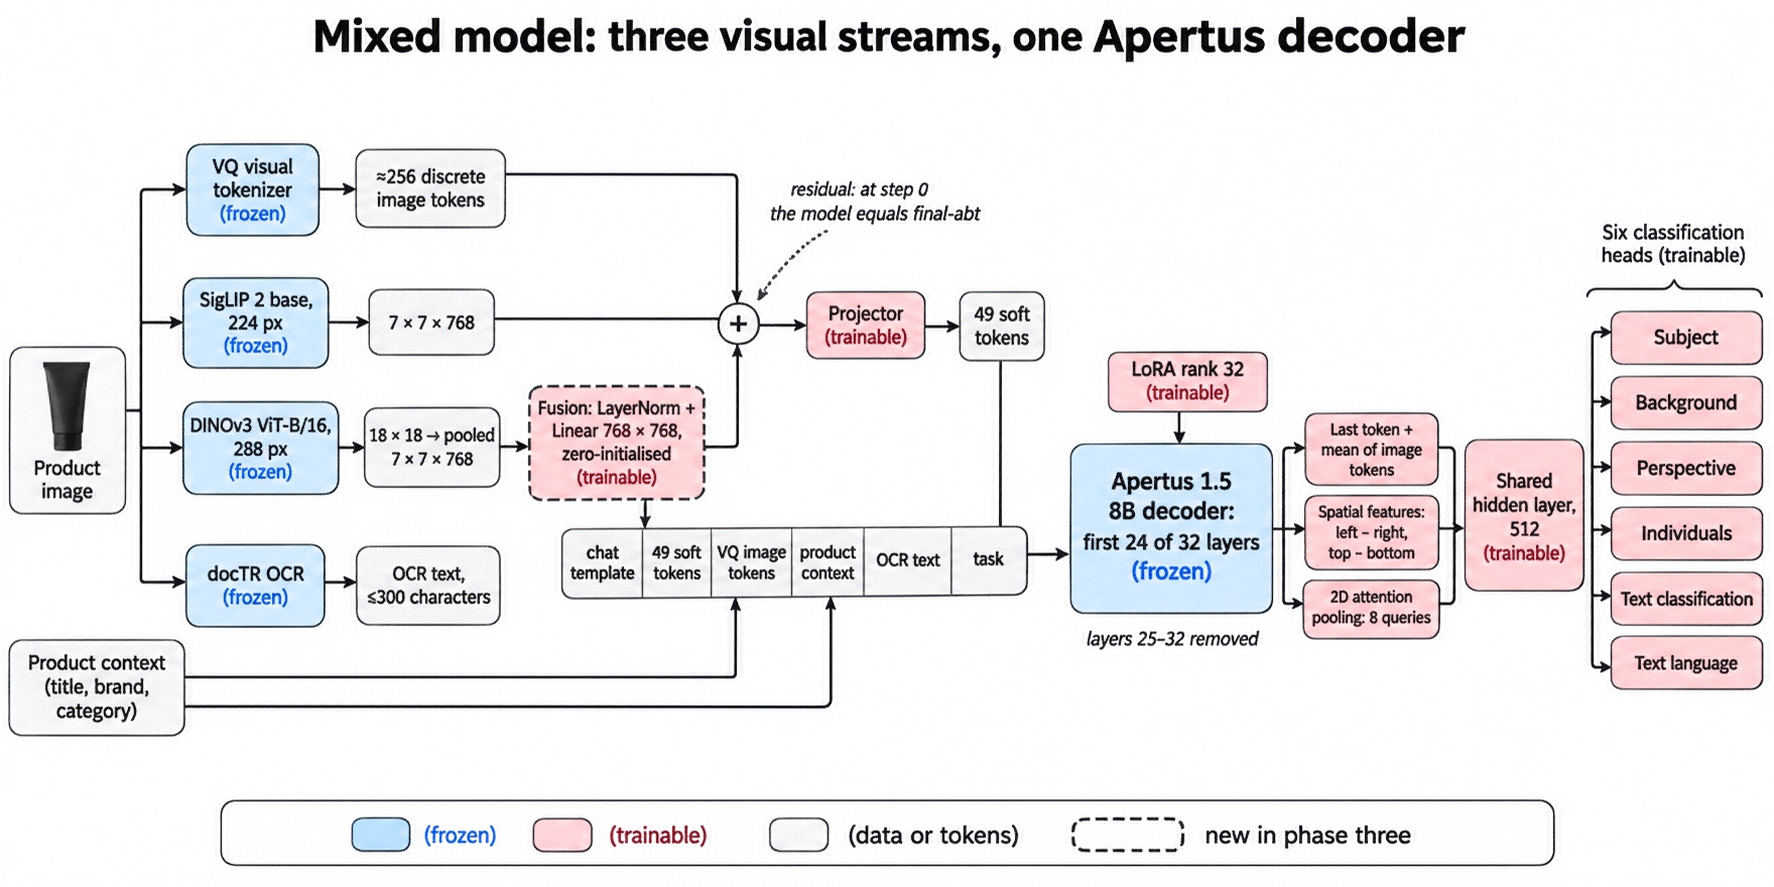 Mixed model: three visual streams, one Apertus decoder
VQ visual
tokenizer
(frozen)
≈256 discrete
image tokens
residual: at step 0
the model equals final-abt
SigLIP 2 base,
224 px
(frozen)
7 × 7 × 768
+
Projector
(trainable)
49 soft
tokens
Product
image
DINOv3 ViT-B/16,
288 px
(frozen)
18 × 18 → pooled
7 × 7 × 768
Fusion: LayerNorm +
Linear 768 × 768,
zero-initialised
(trainable)
docTR OCR
(frozen)
OCR text,
≤300 characters
chat
template
49 soft
tokens
VQ image
tokens
product
context
OCR text
task
Product context
(title, brand,
category)
LoRA rank 32
(trainable)
Apertus 1.5
8B decoder:
first 24 of 32 layers
(frozen)
layers 25–32 removed
Last token +
mean of image
tokens
Spatial features:
left – right,
top – bottom
2D attention
pooling: 8 queries
Shared
hidden layer,
512
(trainable)
Six classification
heads (trainable)
Subject
Background
Perspective
Individuals
Text classification
Text language
(frozen)
(trainable)
(data or tokens)
new in phase three